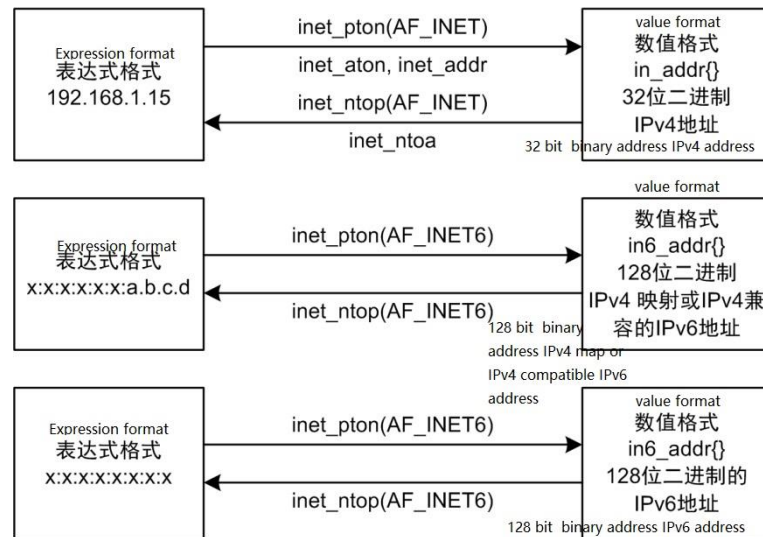 Expression format
表达式格式
192.168.1.15
inet_pton(AF_INET)
inet_aton, inet_addr
inet_ntop(AF_INET)
inet_ntoa
value format
数值格式
in_addr{}
32位二进制
IPv4地址
32 bit binary address IPv4 address
Expression format
表达式格式
x:x:x:x:x:x:a.b.c.d
inet_pton(AF_INET6)
inet_ntop(AF_INET6)
value format
数值格式
in6_addr{}
128位二进制
IPv4 映射或IPv4兼
容的IPv6地址
128 bit binary
address IPv4 map or
IPv4 compatible IPv6
address
Expression format
表达式格式
x:x:x:x:x:x:x:x
inet_pton(AF_INET6)
inet_ntop(AF_INET6)
value format
数值格式
in6_addr{}
128位二进制的
IPv6地址
128 bit binary address IPv6 address